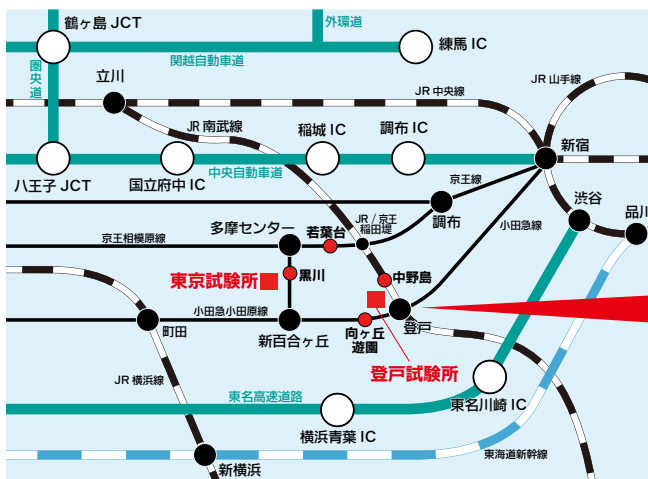 鶴ヶ島 JCT
外環道
練馬 IC
関越自動車道
圏央道
立川
JR 中央線
JR 山手線
JR 南武線
稲城 IC
調布 IC
新宿
中央自動車道
八王子 JCT
国立府中 IC
京王線
渋谷
品川
調布
小田急線
多摩センター
若葉台
JR / 京王
稲田堤
京王相模原線
東京試験所
黒川
中野島
小田急小田原線
町田
新百合ヶ丘
向ヶ丘
遊園
登戸
登戸試験所
JR 横浜線
東名高速道路
東名川崎 IC
横浜青葉 IC
東海道新幹線
新横浜